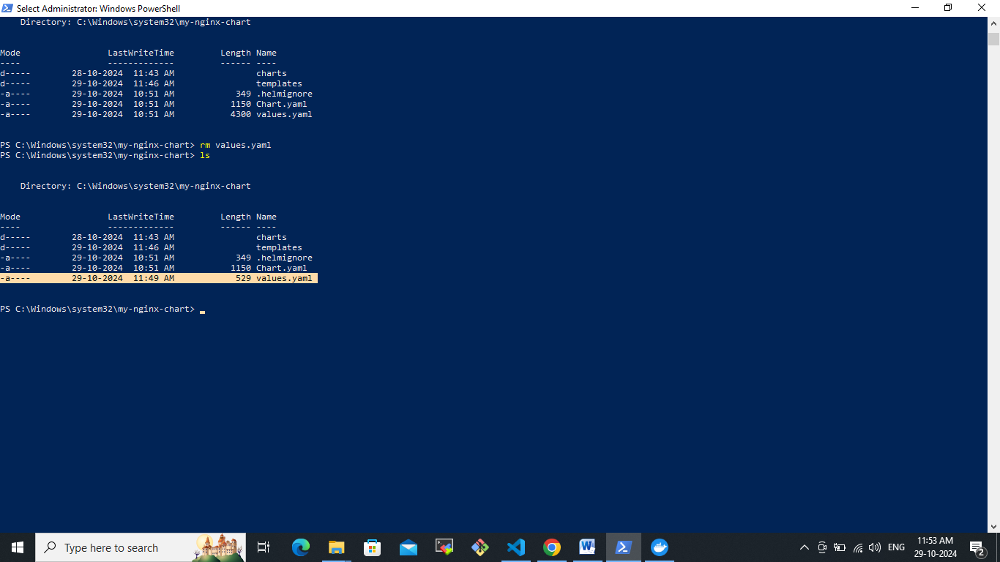 Select Administrator: Windows PowerShell
    Directory: C:\Windows\system32\my-nginx-chart
Mode                 LastWriteTime         Length Name
----                 -------------         ------ ----
d-----        28-10-2024  11:43 AM                charts
d-----        29-10-2024  11:46 AM                templates
-a----        29-10-2024  10:51 AM            349 .helmignore
-a----        29-10-2024  10:51 AM           1150 Chart.yaml
-a----        29-10-2024  10:51 AM           4300 values.yaml
PS C:\Windows\system32\my-nginx-chart> rm values.yaml
PS C:\Windows\system32\my-nginx-chart> ls
    Directory: C:\Windows\system32\my-nginx-chart
Mode                 LastWriteTime         Length Name
----                 -------------         ------ ----
d-----        28-10-2024  11:43 AM                charts
d-----        29-10-2024  11:46 AM                templates
-a----        29-10-2024  10:51 AM            349 .helmignore
-a----        29-10-2024  10:51 AM           1150 Chart.yaml
-a----        29-10-2024  11:49 AM            529 values.yaml
PS C:\Windows\system32\my-nginx-chart>
Type here to search
ENG
11:53 AM
29-10-2024
2